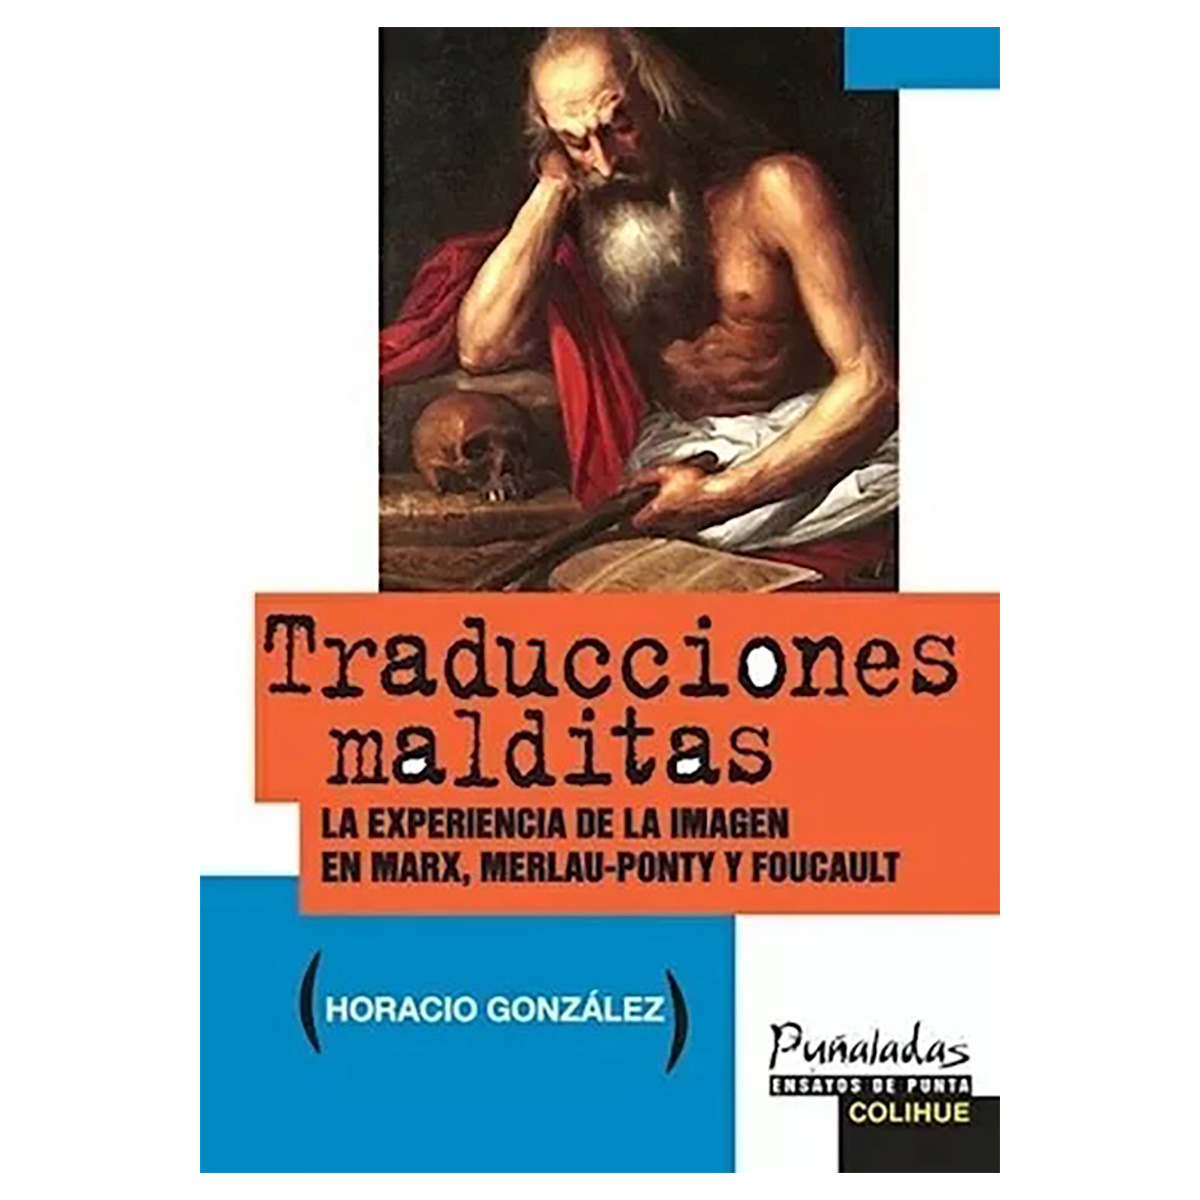 Traducciones
malditas
LA EXPERIENCIA DE LA IMAGEN
EN MARX, MERLAU-PONTY Y FOUCAULT
(HORACIO GONZÁLEZ)
Puñaladas
ENSAYOS DE PUNTA
COLIHUE